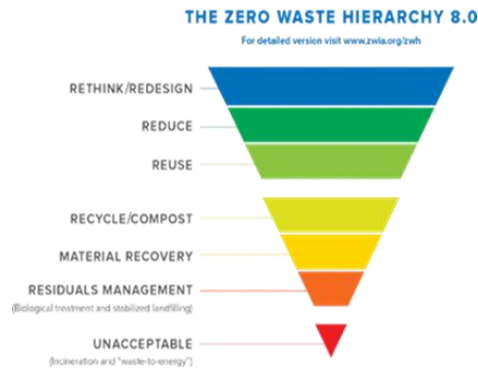 THE ZERO WASTE HIERARCHY 8.0
For detailed version visit www.zwia.org/zwh
RETHINK/REDESIGN
REDUCE
REUSE
RECYCLE/COMPOST
MATERIAL RECOVERY
RESIDUALS MANAGEMENT
(Biological treatment and stabilized landfilling)
UNACCEPTABLE
(Incineration and "waste-to-energy")